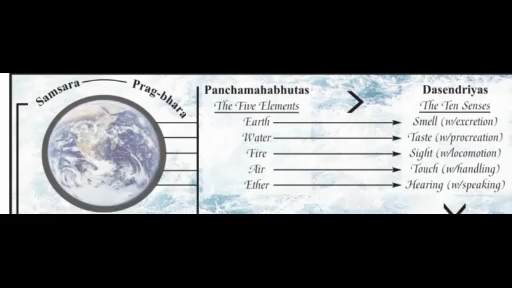 Samsara
Prag-bhara
Panchamahabhutas
The Five Elements
Earth
Water
Fire
Air
Ether
Dasendriyas
The Ten Senses
Smell (w/excretion)
Taste (w/procreation)
Sight (w/locomotion)
Touch (w/handling)
Hearing (w/speaking)